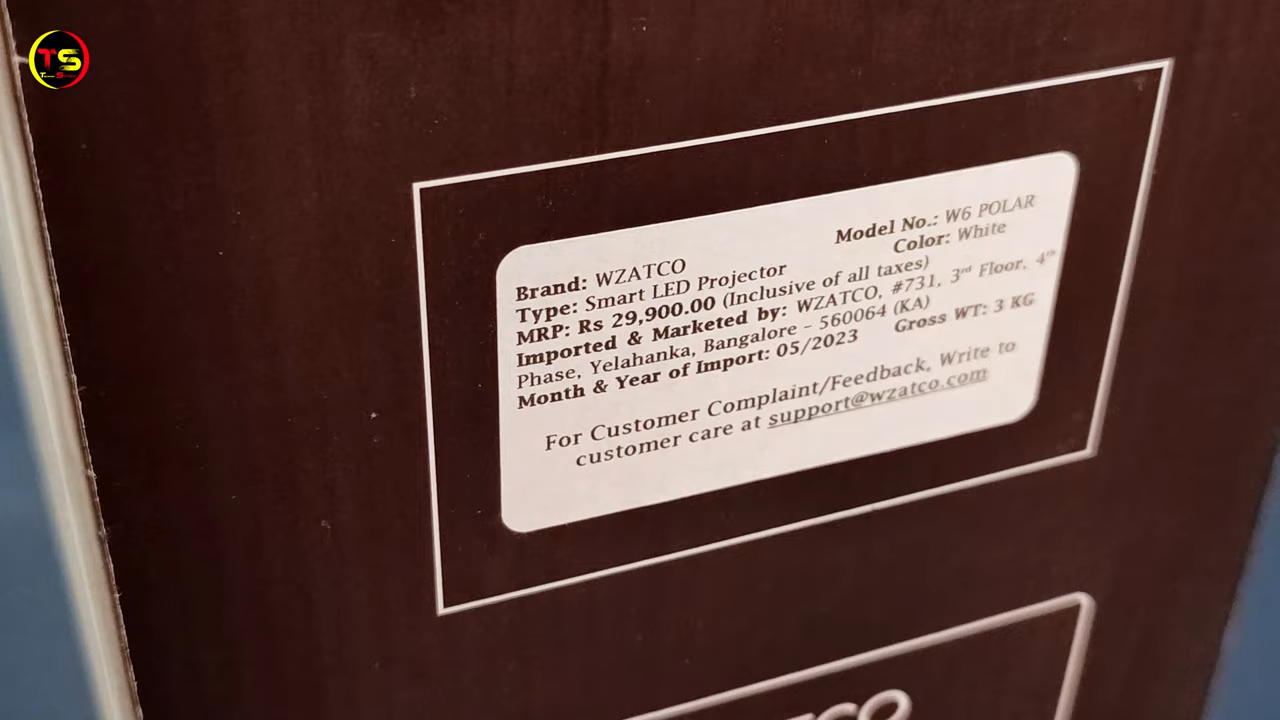 TS
Brand: WZATCO
Model No.: W6 POLAR
Type: Smart LED Projector
Color: White
MRP: Rs 29,900.00 (Inclusive of all taxes)
Imported & Marketed by: WZATCO, #731, 3rd Floor, 4th
Phase, Yelahanka, Bangalore - 560064 (KA)
Month & Year of Import: 05/2023
Gross WT: 3 KG
For Customer Complaint/Feedback, Write to
customer care at support@wzatco.com